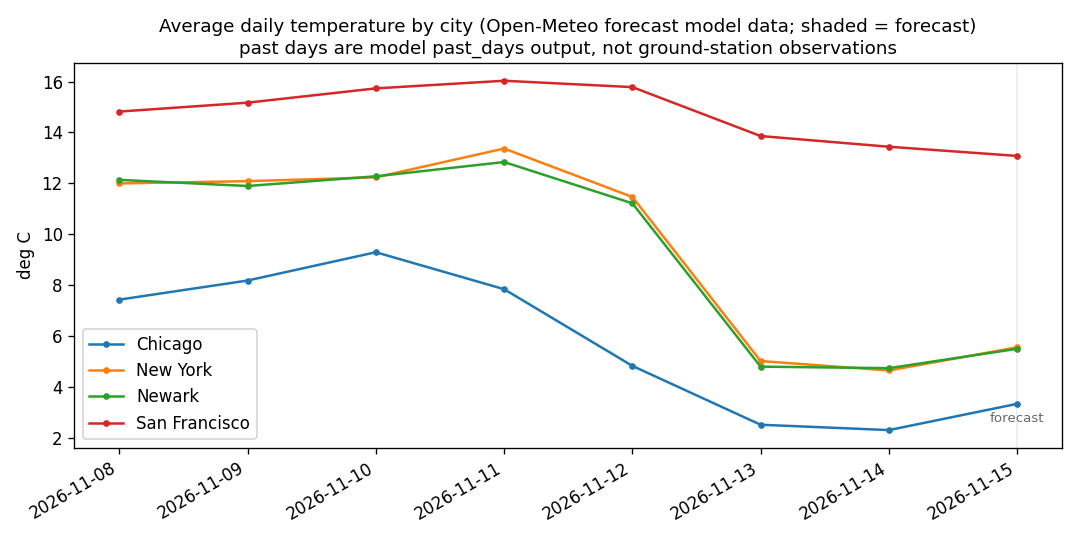 Average daily temperature by city (Open-Meteo forecast model data; shaded = forecast)
past days are model past_days output, not ground-station observations
deg C
16
14
12
10
8
6
4
2
Chicago
New York
Newark
San Francisco
forecast
2026-11-08
2026-11-09
2026-11-10
2026-11-11
2026-11-12
2026-11-13
2026-11-14
2026-11-15